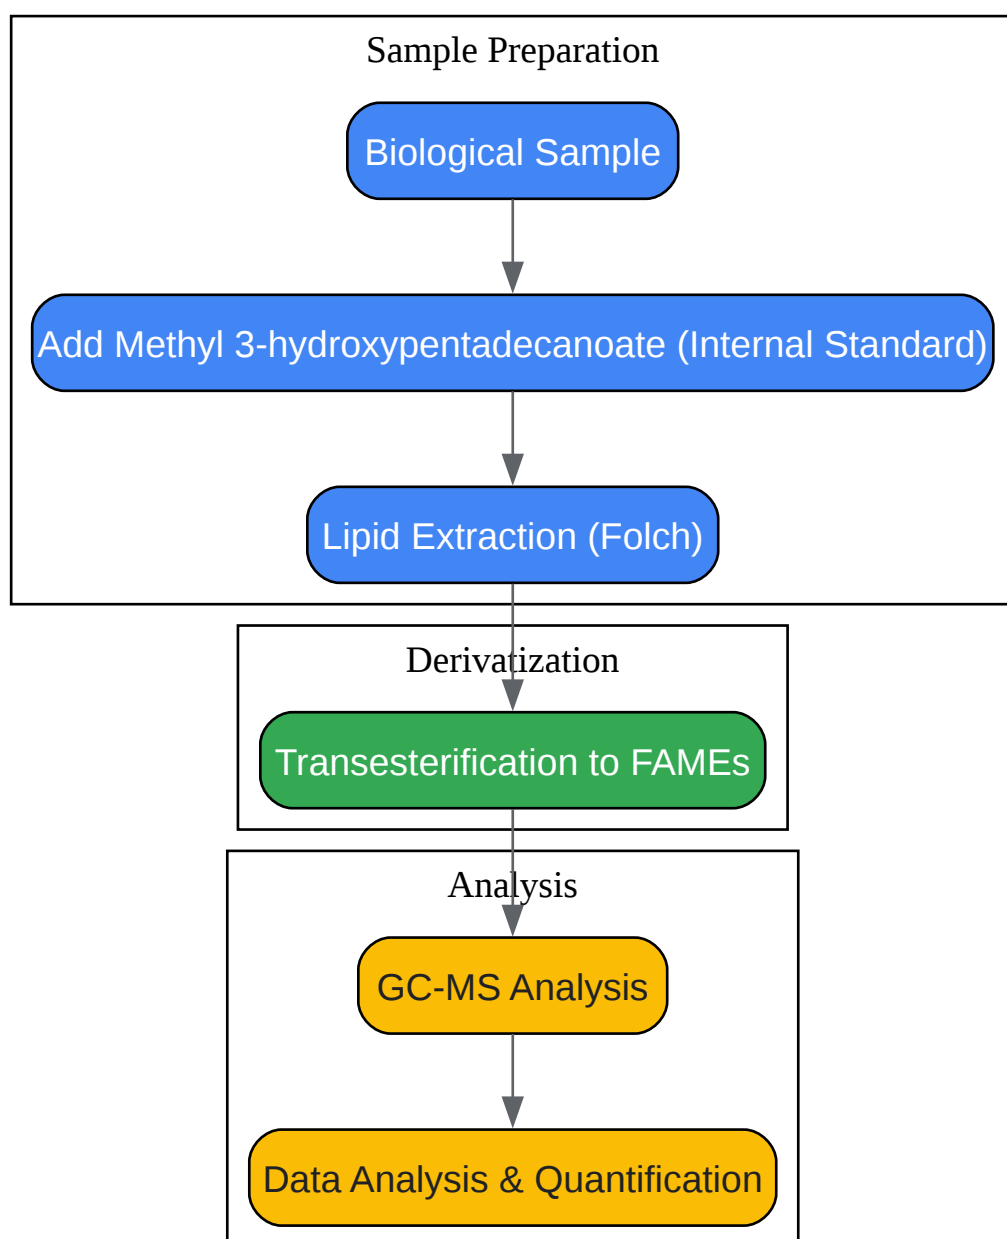 Sample Preparation
Biological Sample
Add Methyl 3-hydroxypentadecanoate (Internal Standard)
Lipid Extraction (Folch)
Derivatization
Transesterification to FAMEs
Analysis
GC-MS Analysis
Data Analysis & Quantification